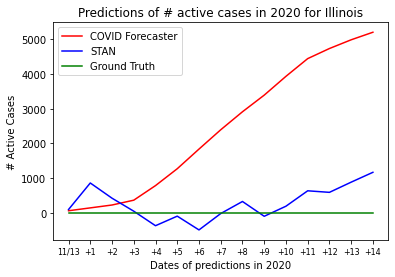 Predictions of # active cases in 2020 for Illinois
COVID Forecaster
STAN
Ground Truth
# Active Cases
5000
4000
3000
2000
1000
0
11/13 +1 +2 +3 +4 +5 +6 +7 +8 +9 +10 +11 +12 +13 +14
Dates of predictions in 2020